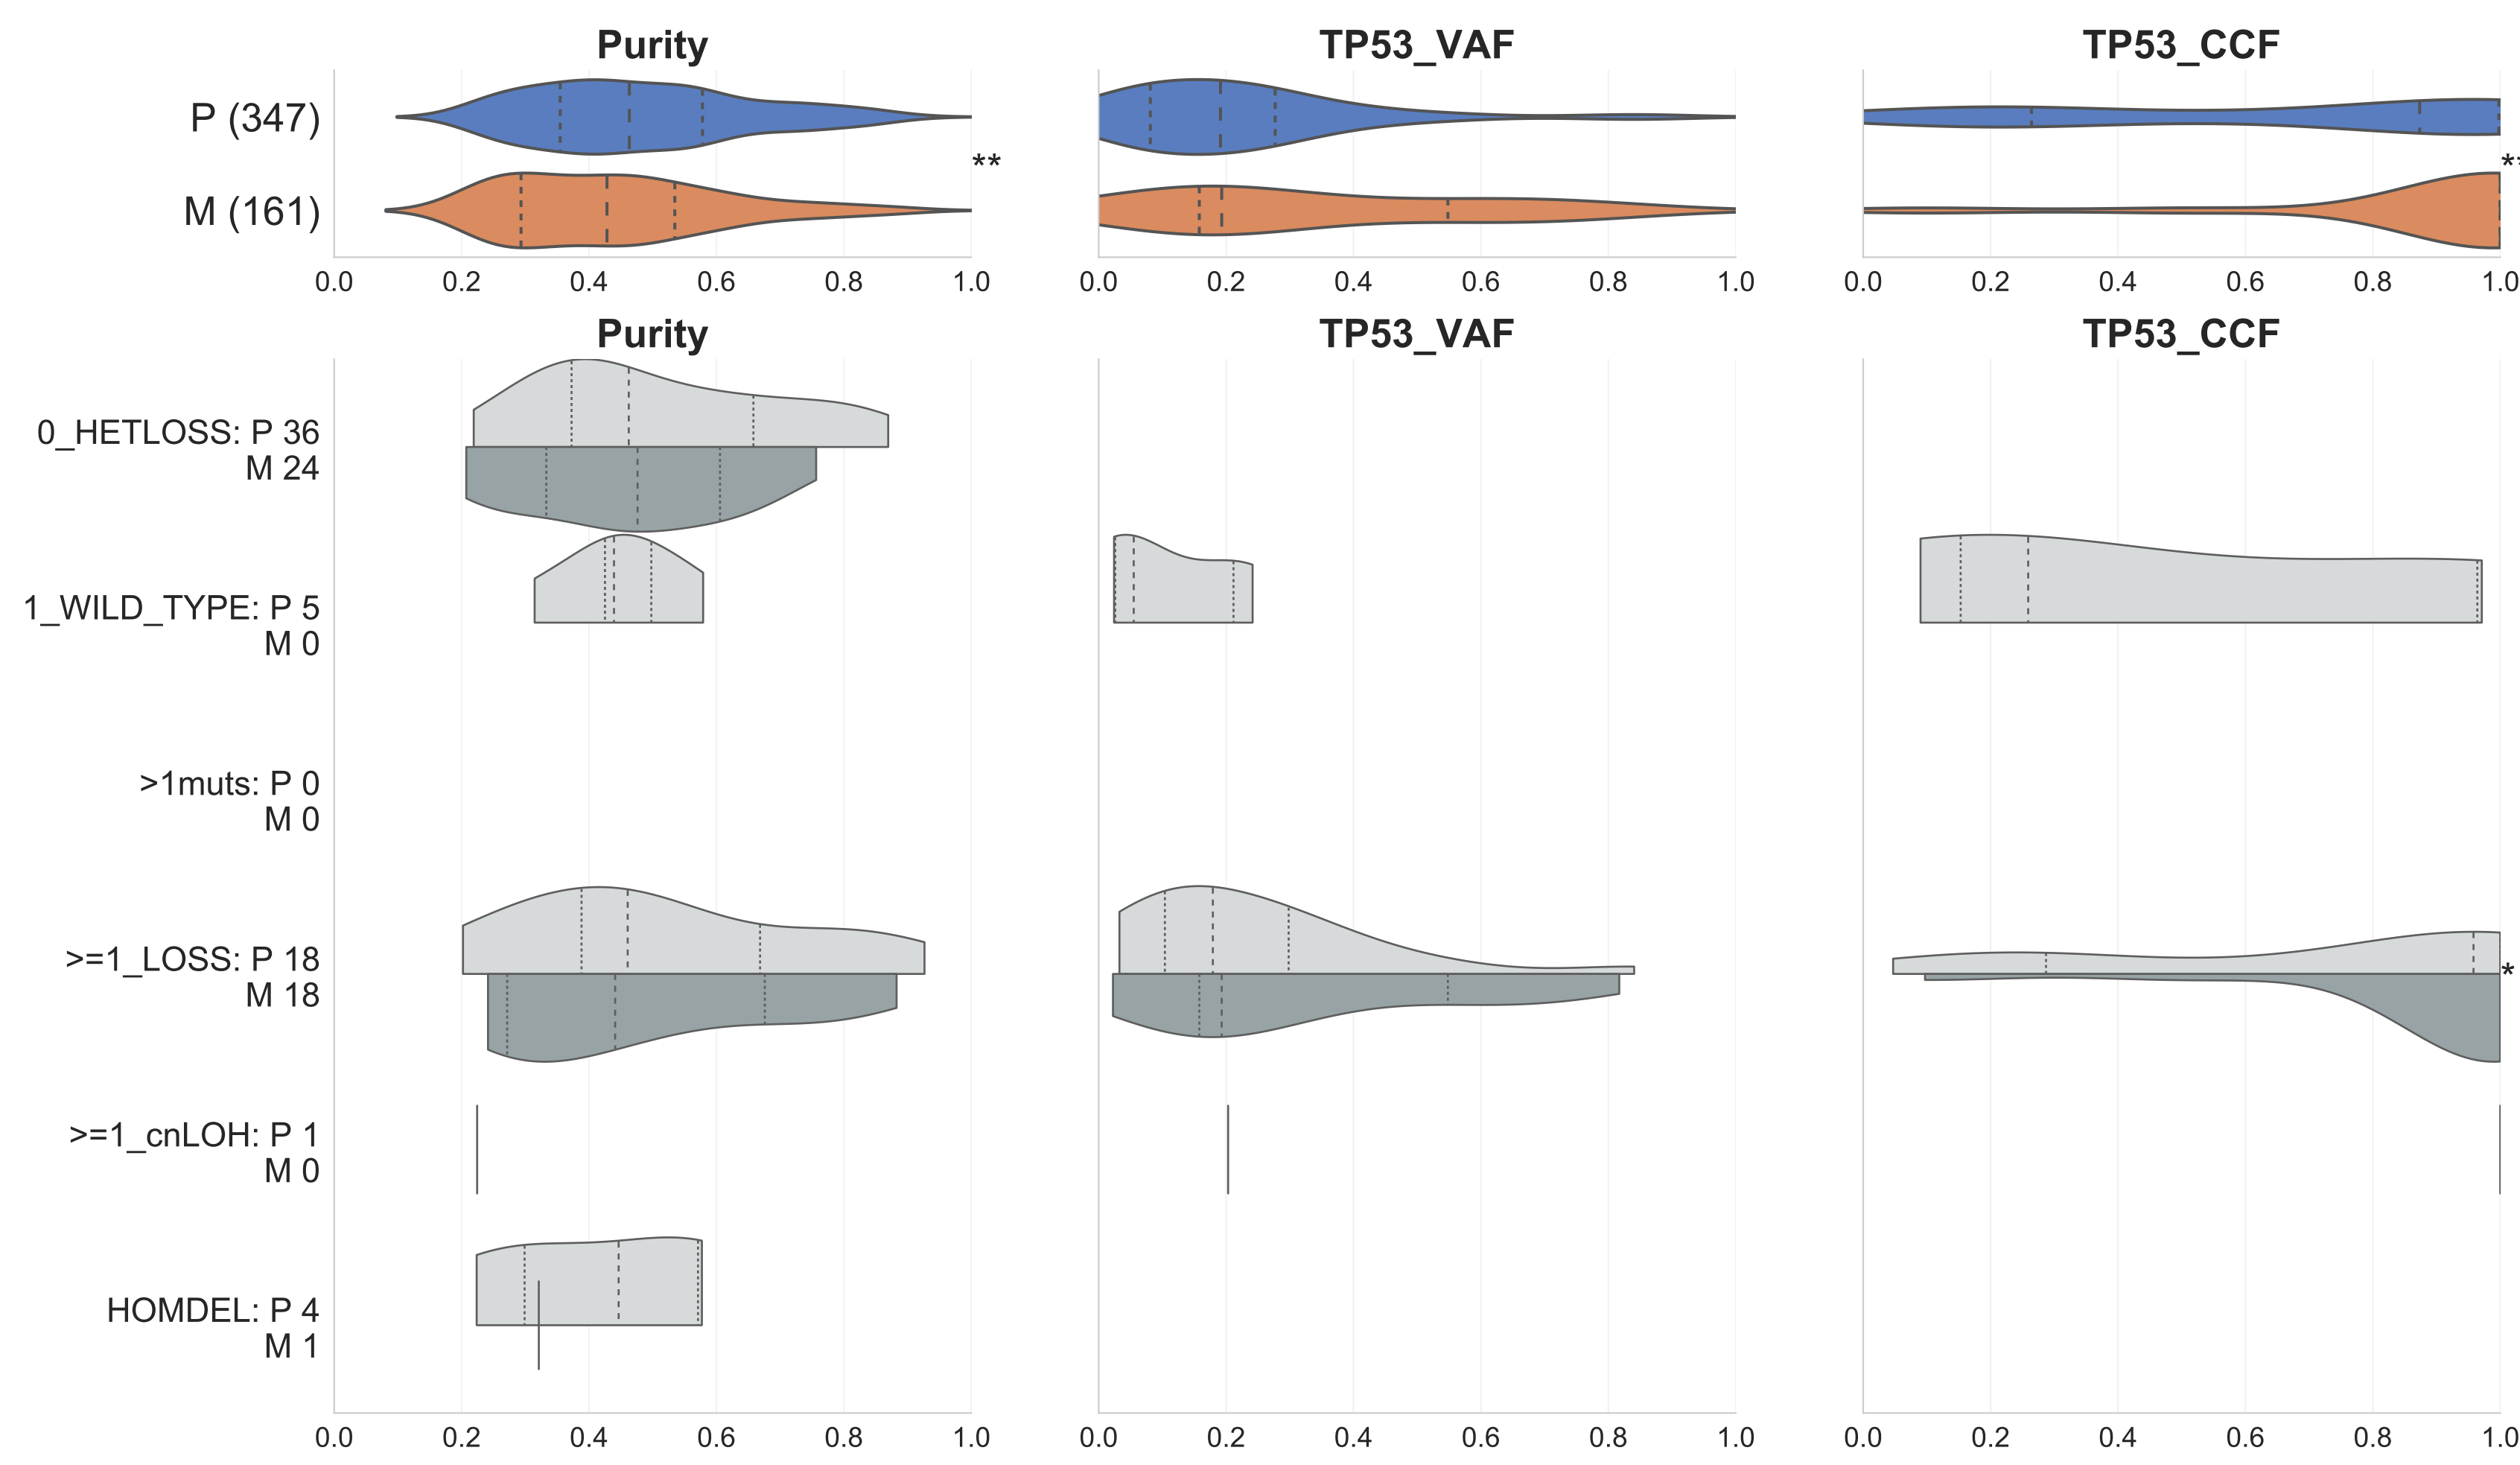 Purity TP53_VAF TP53_CCF
P (347)
** **
M (161)
0.0 0.2 0.4 0.6 0.8 1.0 0.0 0.2 0.4 0.6 0.8 1.0 0.0 0.2 0.4 0.6 0.8 1.0
Purity TP53_VAF TP53_CCF
0_HETLOSS: P 36
M 24
1_WILD_TYPE: P 5
M 0
>1muts: P 0
M 0
>=1_LOSS: P 18
*
M 18
>=1_cnLOH: P 1
M 0
HOMDEL: P 4
M 1
0.0 0.2 0.4 0.6 0.8 1.0 0.0 0.2 0.4 0.6 0.8 1.0 0.0 0.2 0.4 0.6 0.8 1.0